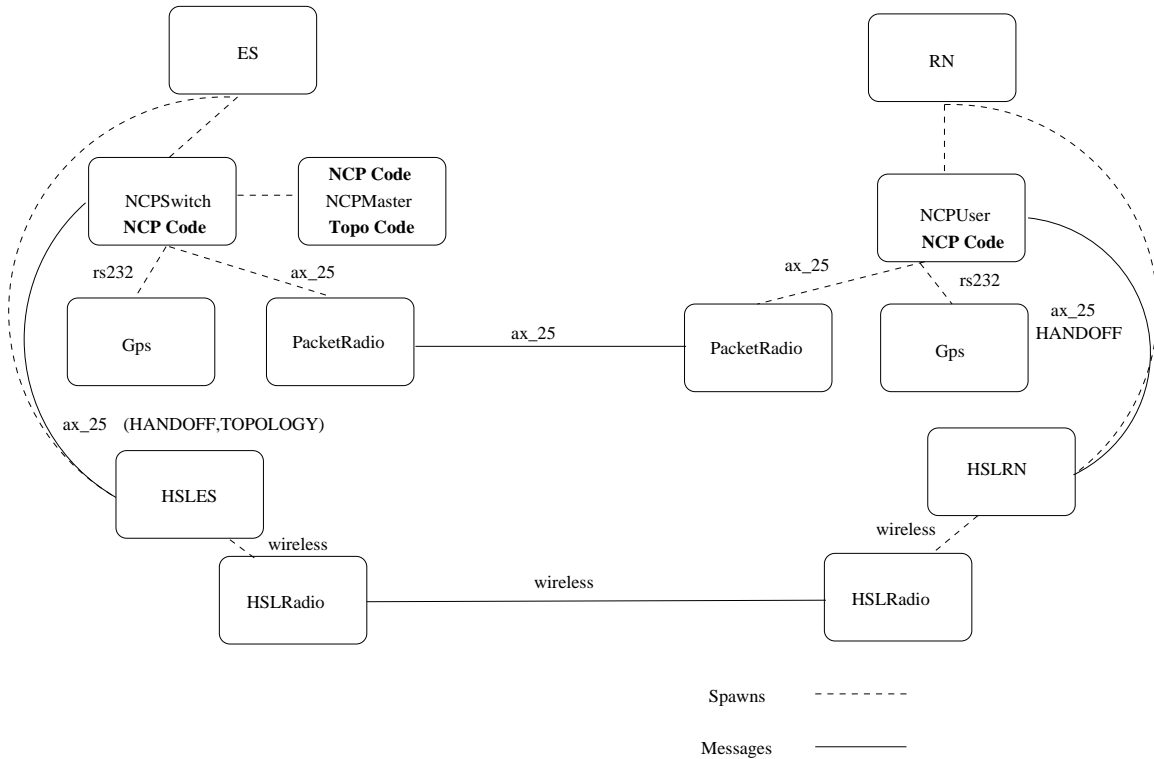 ES
RN
NCPSwitch
NCP Code
NCP Code
NCPMaster
Topo Code
NCPUser
NCP Code
rs232
ax_25
ax_25
rs232
Gps
PacketRadio
ax_25
PacketRadio
Gps
ax_25
HANDOFF
ax_25 (HANDOFF,TOPOLOGY)
HSLES
HSLRN
wireless
wireless
HSLRadio
wireless
HSLRadio
Spawns
Messages